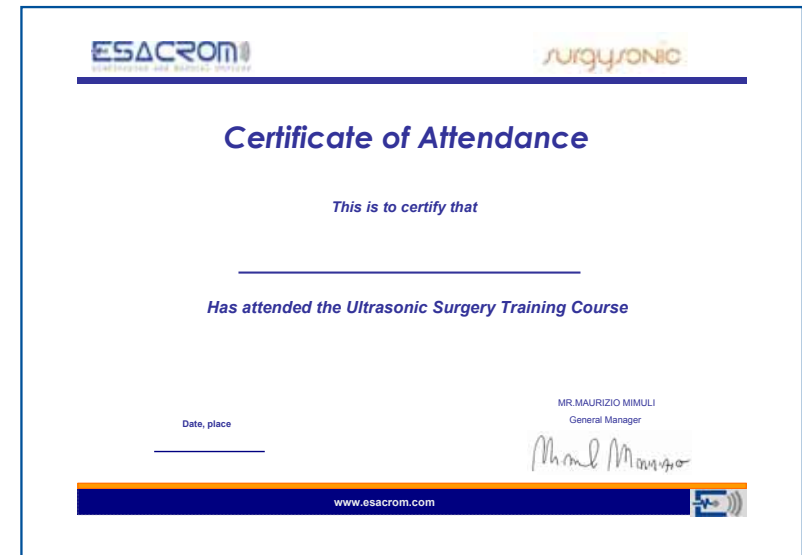 ESACROM
surgysonic
Certificate of Attendance
This is to certify that
Has attended the Ultrasonic Surgery Training Course
MR.MAURIZIO MIMULI
General Manager
Date, place
www.esacrom.com